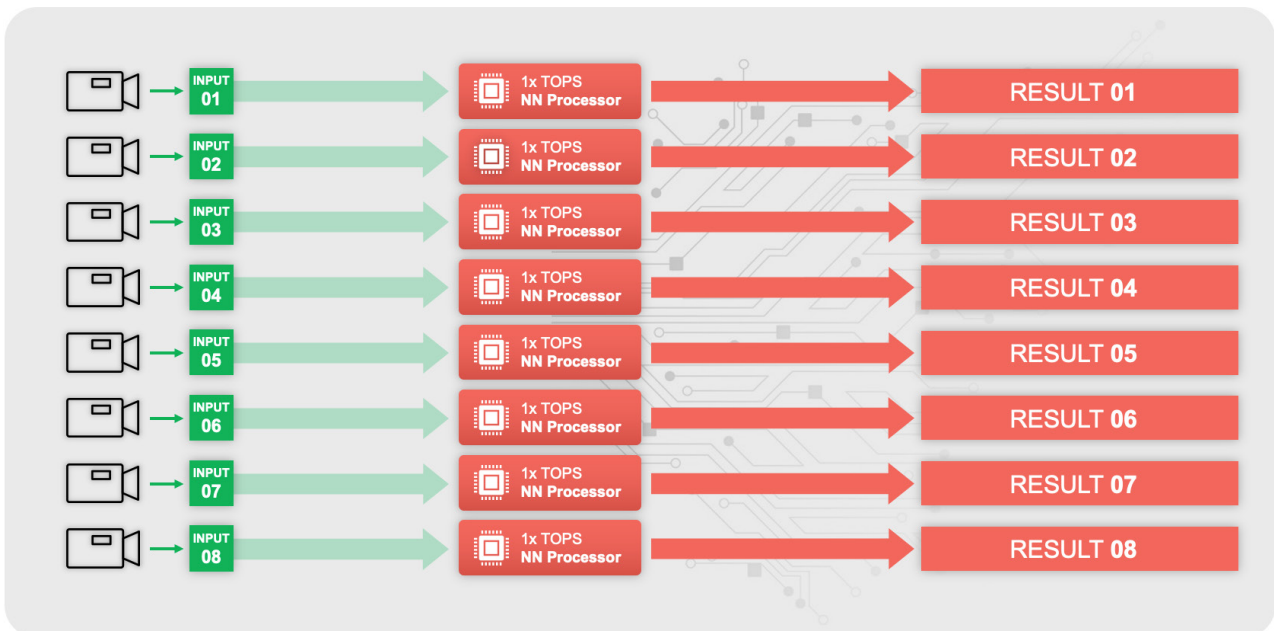 INPUT
01
1x TOPS
NN Processor
RESULT 01
INPUT
02
1x TOPS
NN Processor
RESULT 02
INPUT
03
1x TOPS
NN Processor
RESULT 03
INPUT
04
1x TOPS
NN Processor
RESULT 04
INPUT
05
1x TOPS
NN Processor
RESULT 05
INPUT
06
1x TOPS
NN Processor
RESULT 06
INPUT
07
1x TOPS
NN Processor
RESULT 07
INPUT
08
1x TOPS
NN Processor
RESULT 08